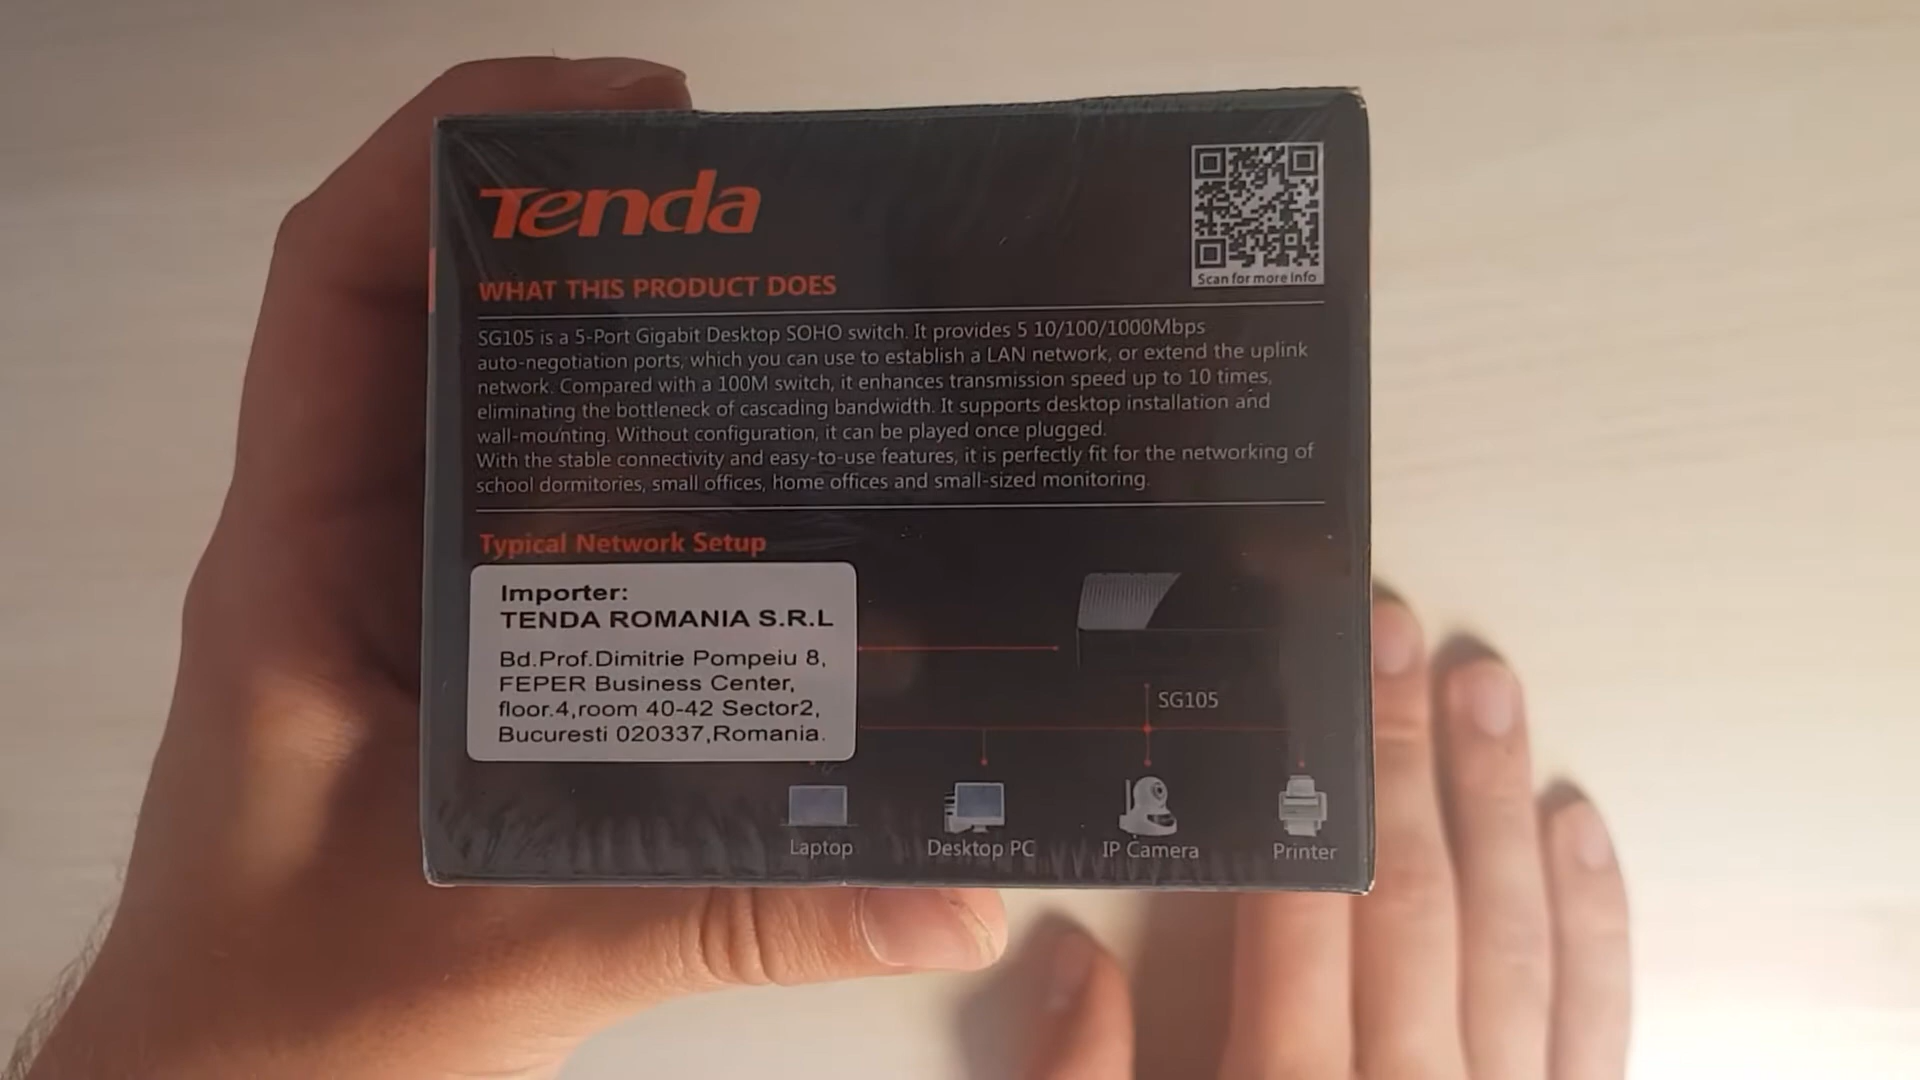 Tenda
Scan for more info
WHAT THIS PRODUCT DOES
SG105 is a 5-Port Gigabit Desktop SOHO switch. It provides 5 10/100/1000Mbps
auto-negotiation ports, which you can use to establish a LAN network, or extend the uplink
network. Compared with a 100M switch, it enhances transmission speed up to 10 times,
eliminating the bottleneck of cascading bandwidth. It supports desktop installation and
wall-mounting. Without configuration, it can be played once plugged.
With the stable connectivity and easy-to-use features, it is perfectly fit for the networking of
school dormitories, small offices, home offices and small-sized monitoring.
Typical Network Setup
Importer:
TENDA ROMANIA S.R.L
Bd.Prof.Dimitrie Pompeiu 8,
FEPER Business Center,
floor.4,room 40-42 Sector2,
Bucuresti 020337,Romania.
SG105
Laptop
Desktop PC
IP Camera
Printer